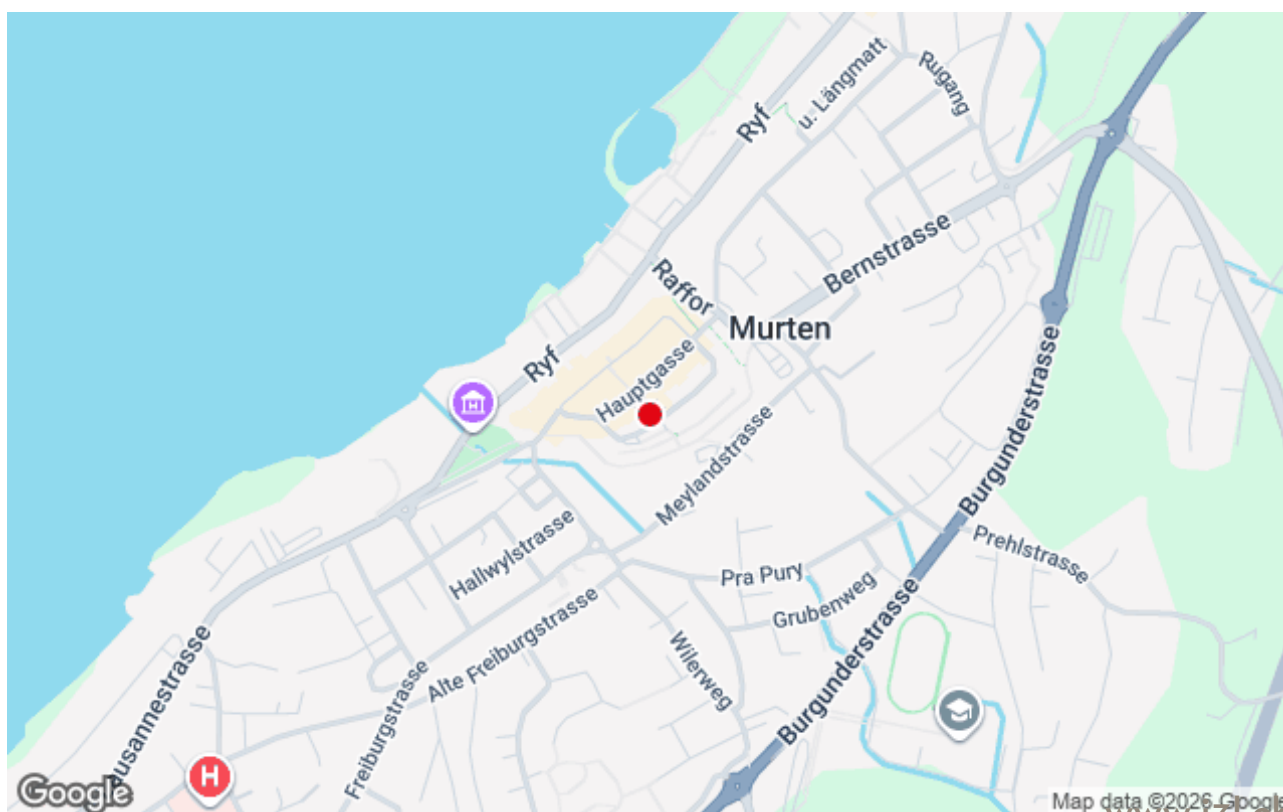 u. Längmatt
Rugang
Ryf
Bernstrasse
Raffor
Murten
Hauptgasse
Ryf
H
Burgunderstrasse
Meylandstrasse
Hallwylstrasse
Prehlstrasse
Pra Pury
Grubenweg
Alte Freiburgstrasse
Wilerweg
Burgunderstrasse
Freiburgstrasse
H
Google
Map data ©2026 Google